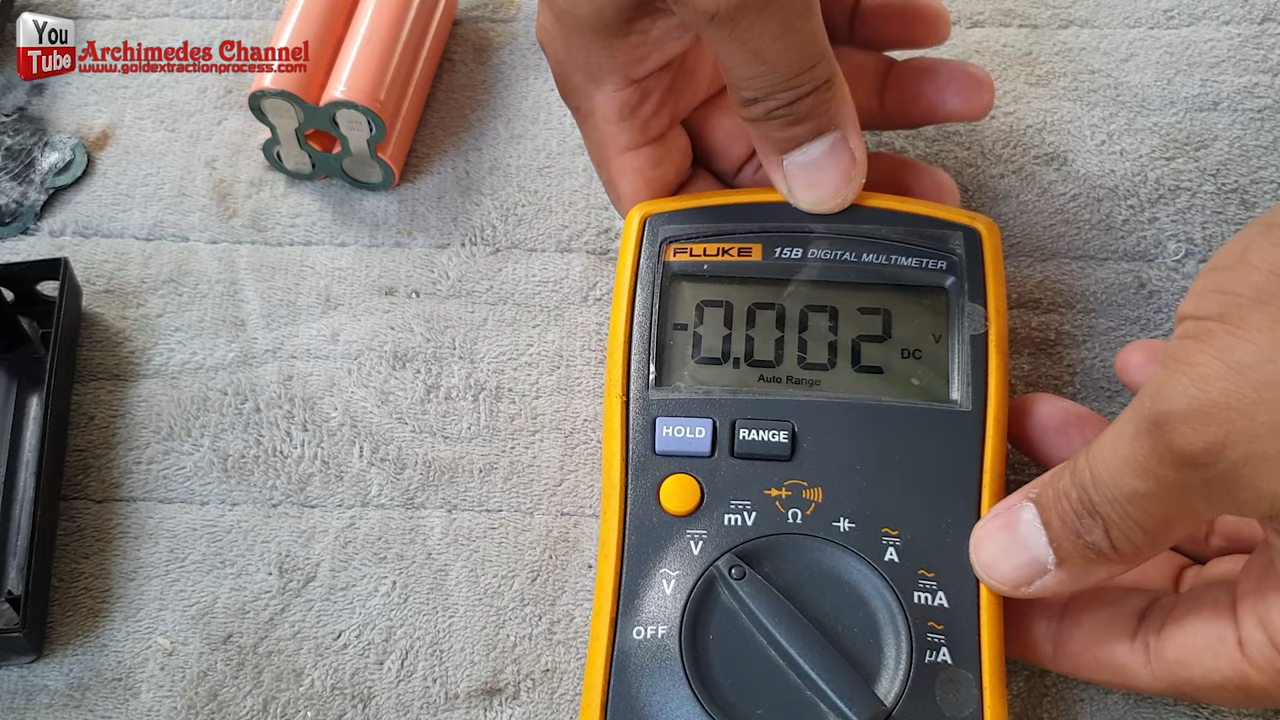 You
Tube
Archimedes Channel
www.goldextractionprocess.com
FLUKE 15B DIGITAL MULTIMETER
-0.002 DC V
Auto Range
HOLD RANGE
mV Ω
V A
V mA
OFF µA